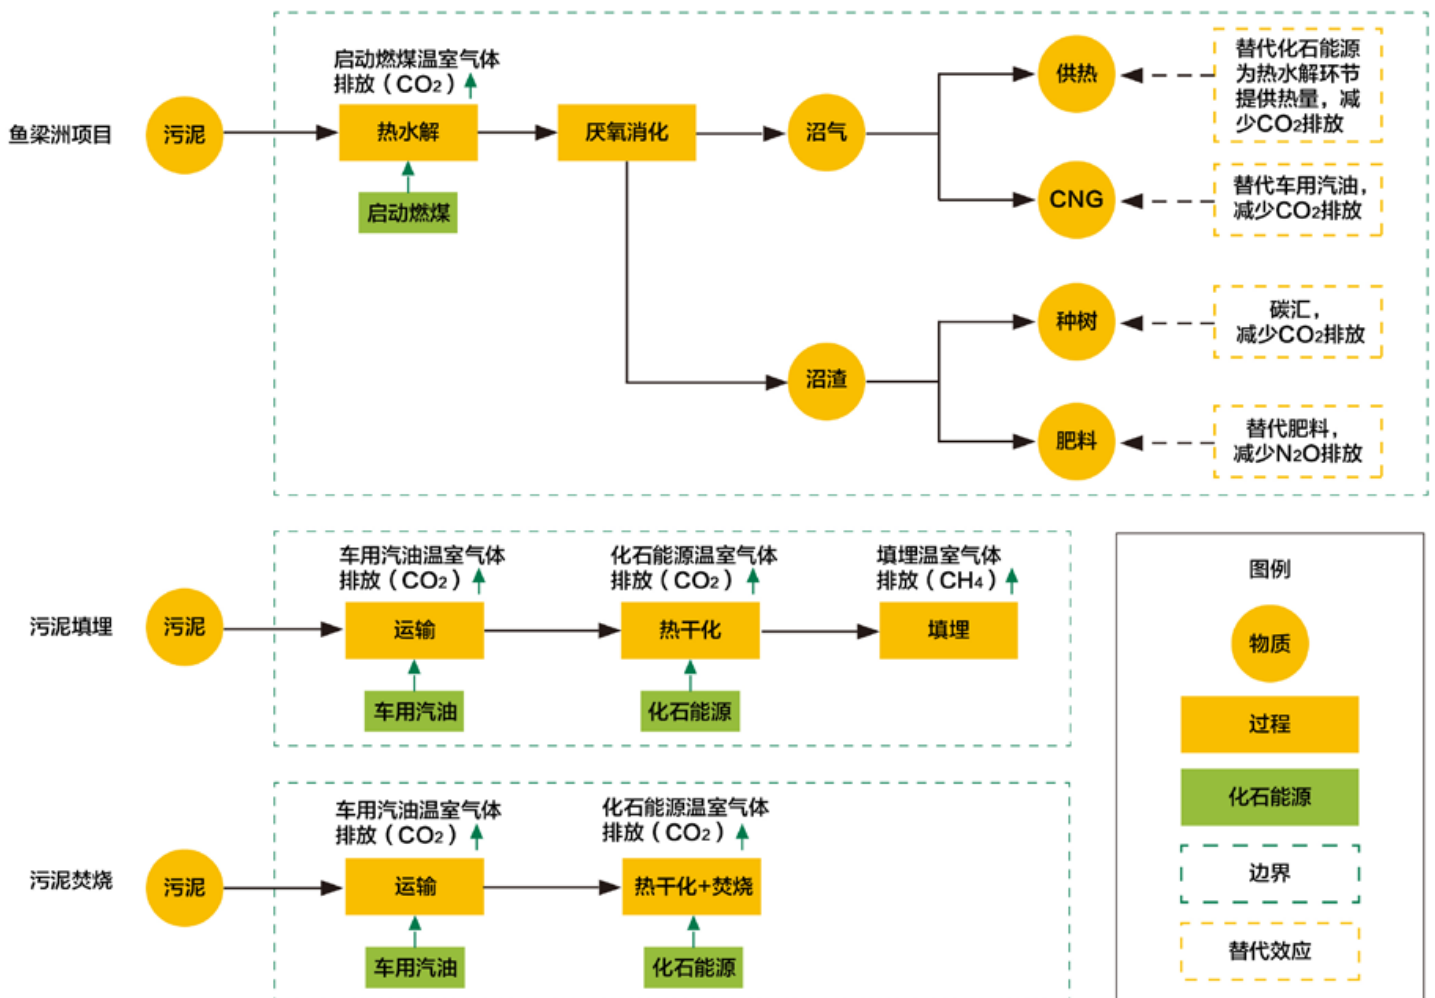 启动燃煤温室气体
排放（CO₂）
鱼梁洲项目
污泥
热水解
厌氧消化
沼气
供热
替代化石能源
为热水解环节
提供热量，减
少CO₂排放
启动燃煤
CNG
替代车用汽油，
减少CO₂排放
种树
碳汇，
减少CO₂排放
沼渣
肥料
替代肥料，
减少N₂O排放
车用汽油温室气体
排放（CO₂）
化石能源温室气体
排放（CO₂）
填埋温室气体
排放（CH₄）
污泥填埋
污泥
运输
热干化
填埋
车用汽油
化石能源
车用汽油温室气体
排放（CO₂）
化石能源温室气体
排放（CO₂）
污泥焚烧
污泥
运输
热干化+焚烧
车用汽油
化石能源
图例
物质
过程
化石能源
边界
替代效应